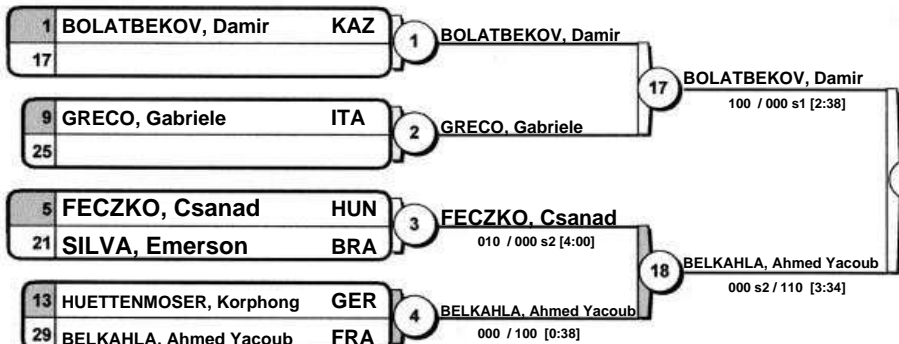 1 BOLATBEKOV, Damir KAZ
17
1 BOLATBEKOV, Damir
17 BOLATBEKOV, Damir
100 / 000 s1 [2:38]
9 GRECO, Gabriele ITA
25
2 GRECO, Gabriele
5 FECZKO, Csanad HUN
21 SILVA, Emerson BRA
3 FECZKO, Csanad
010 / 000 s2 [4:00]
18 BELKAHLA, Ahmed Yacoub
000 s2 / 110 [3:34]
13 HUETTENMOSER, Korphong GER
29 BELKAHLA, Ahmed Yacoub FRA
4 BELKAHLA, Ahmed Yacoub
000 / 100 [0:38]